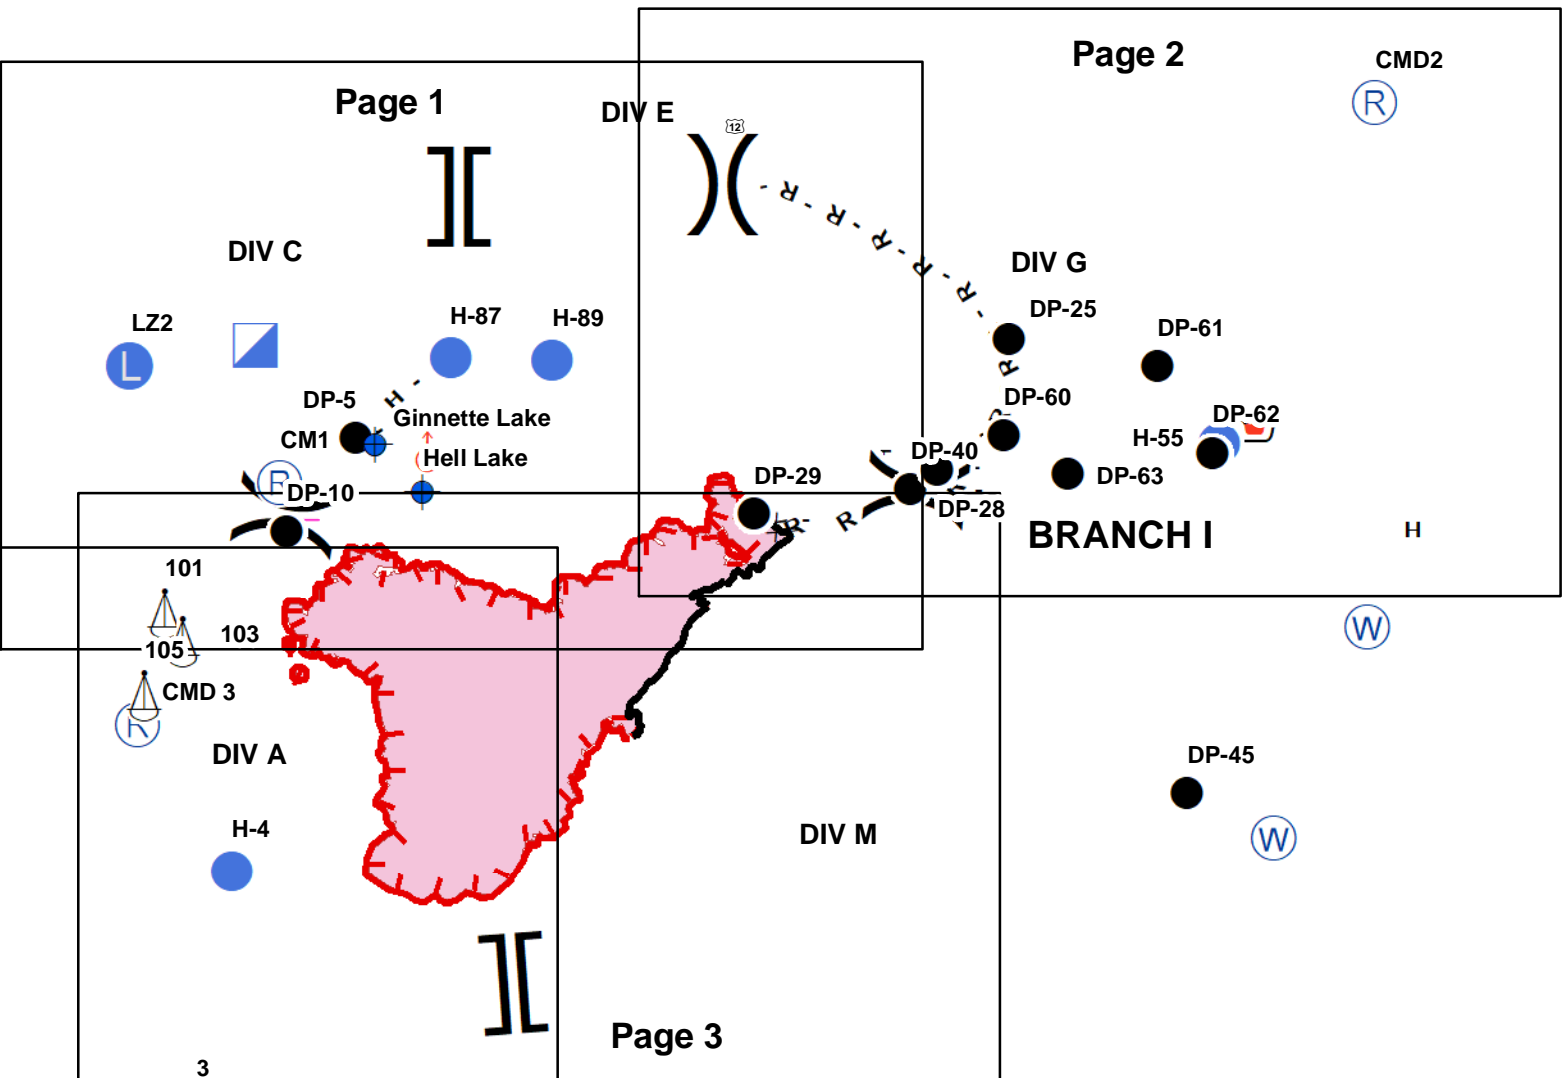 Page 2
CMD2
R
Page 1
DIV E
12
DIV C
R - R - R - R - R
DIV G
DP-25
LZ2
L
H-87
H-89
DP-61
R
H -
DP-5
Ginnette Lake
DP-60
DP-62
CM1
R
H-55
DP-40
Hell Lake
DP-29
DP-63
DP-10
DP-28
R
R
BRANCH I
H
101
103
105
W
CMD 3
R
DIV A
DP-45
H-4
DIV M
W
Page 3
3